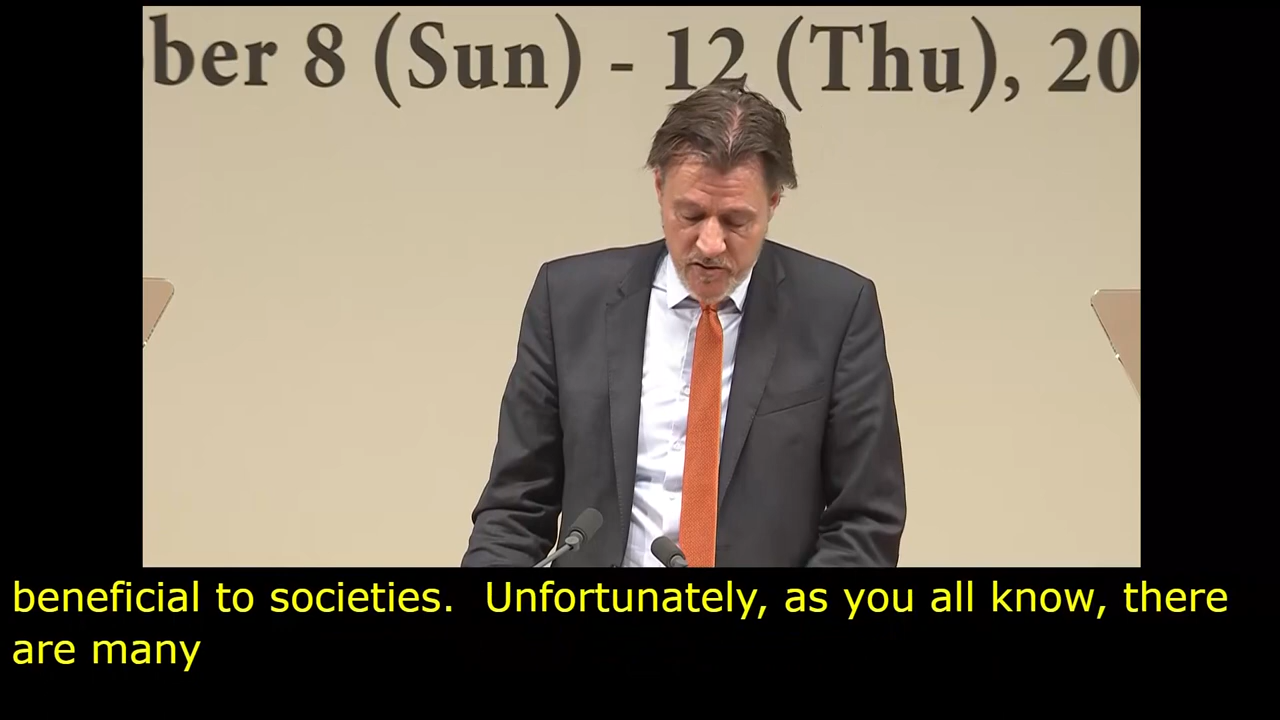 ber 8 (Sun) - 12 (Thu), 20
beneficial to societies.  Unfortunately, as you all know, there
are many